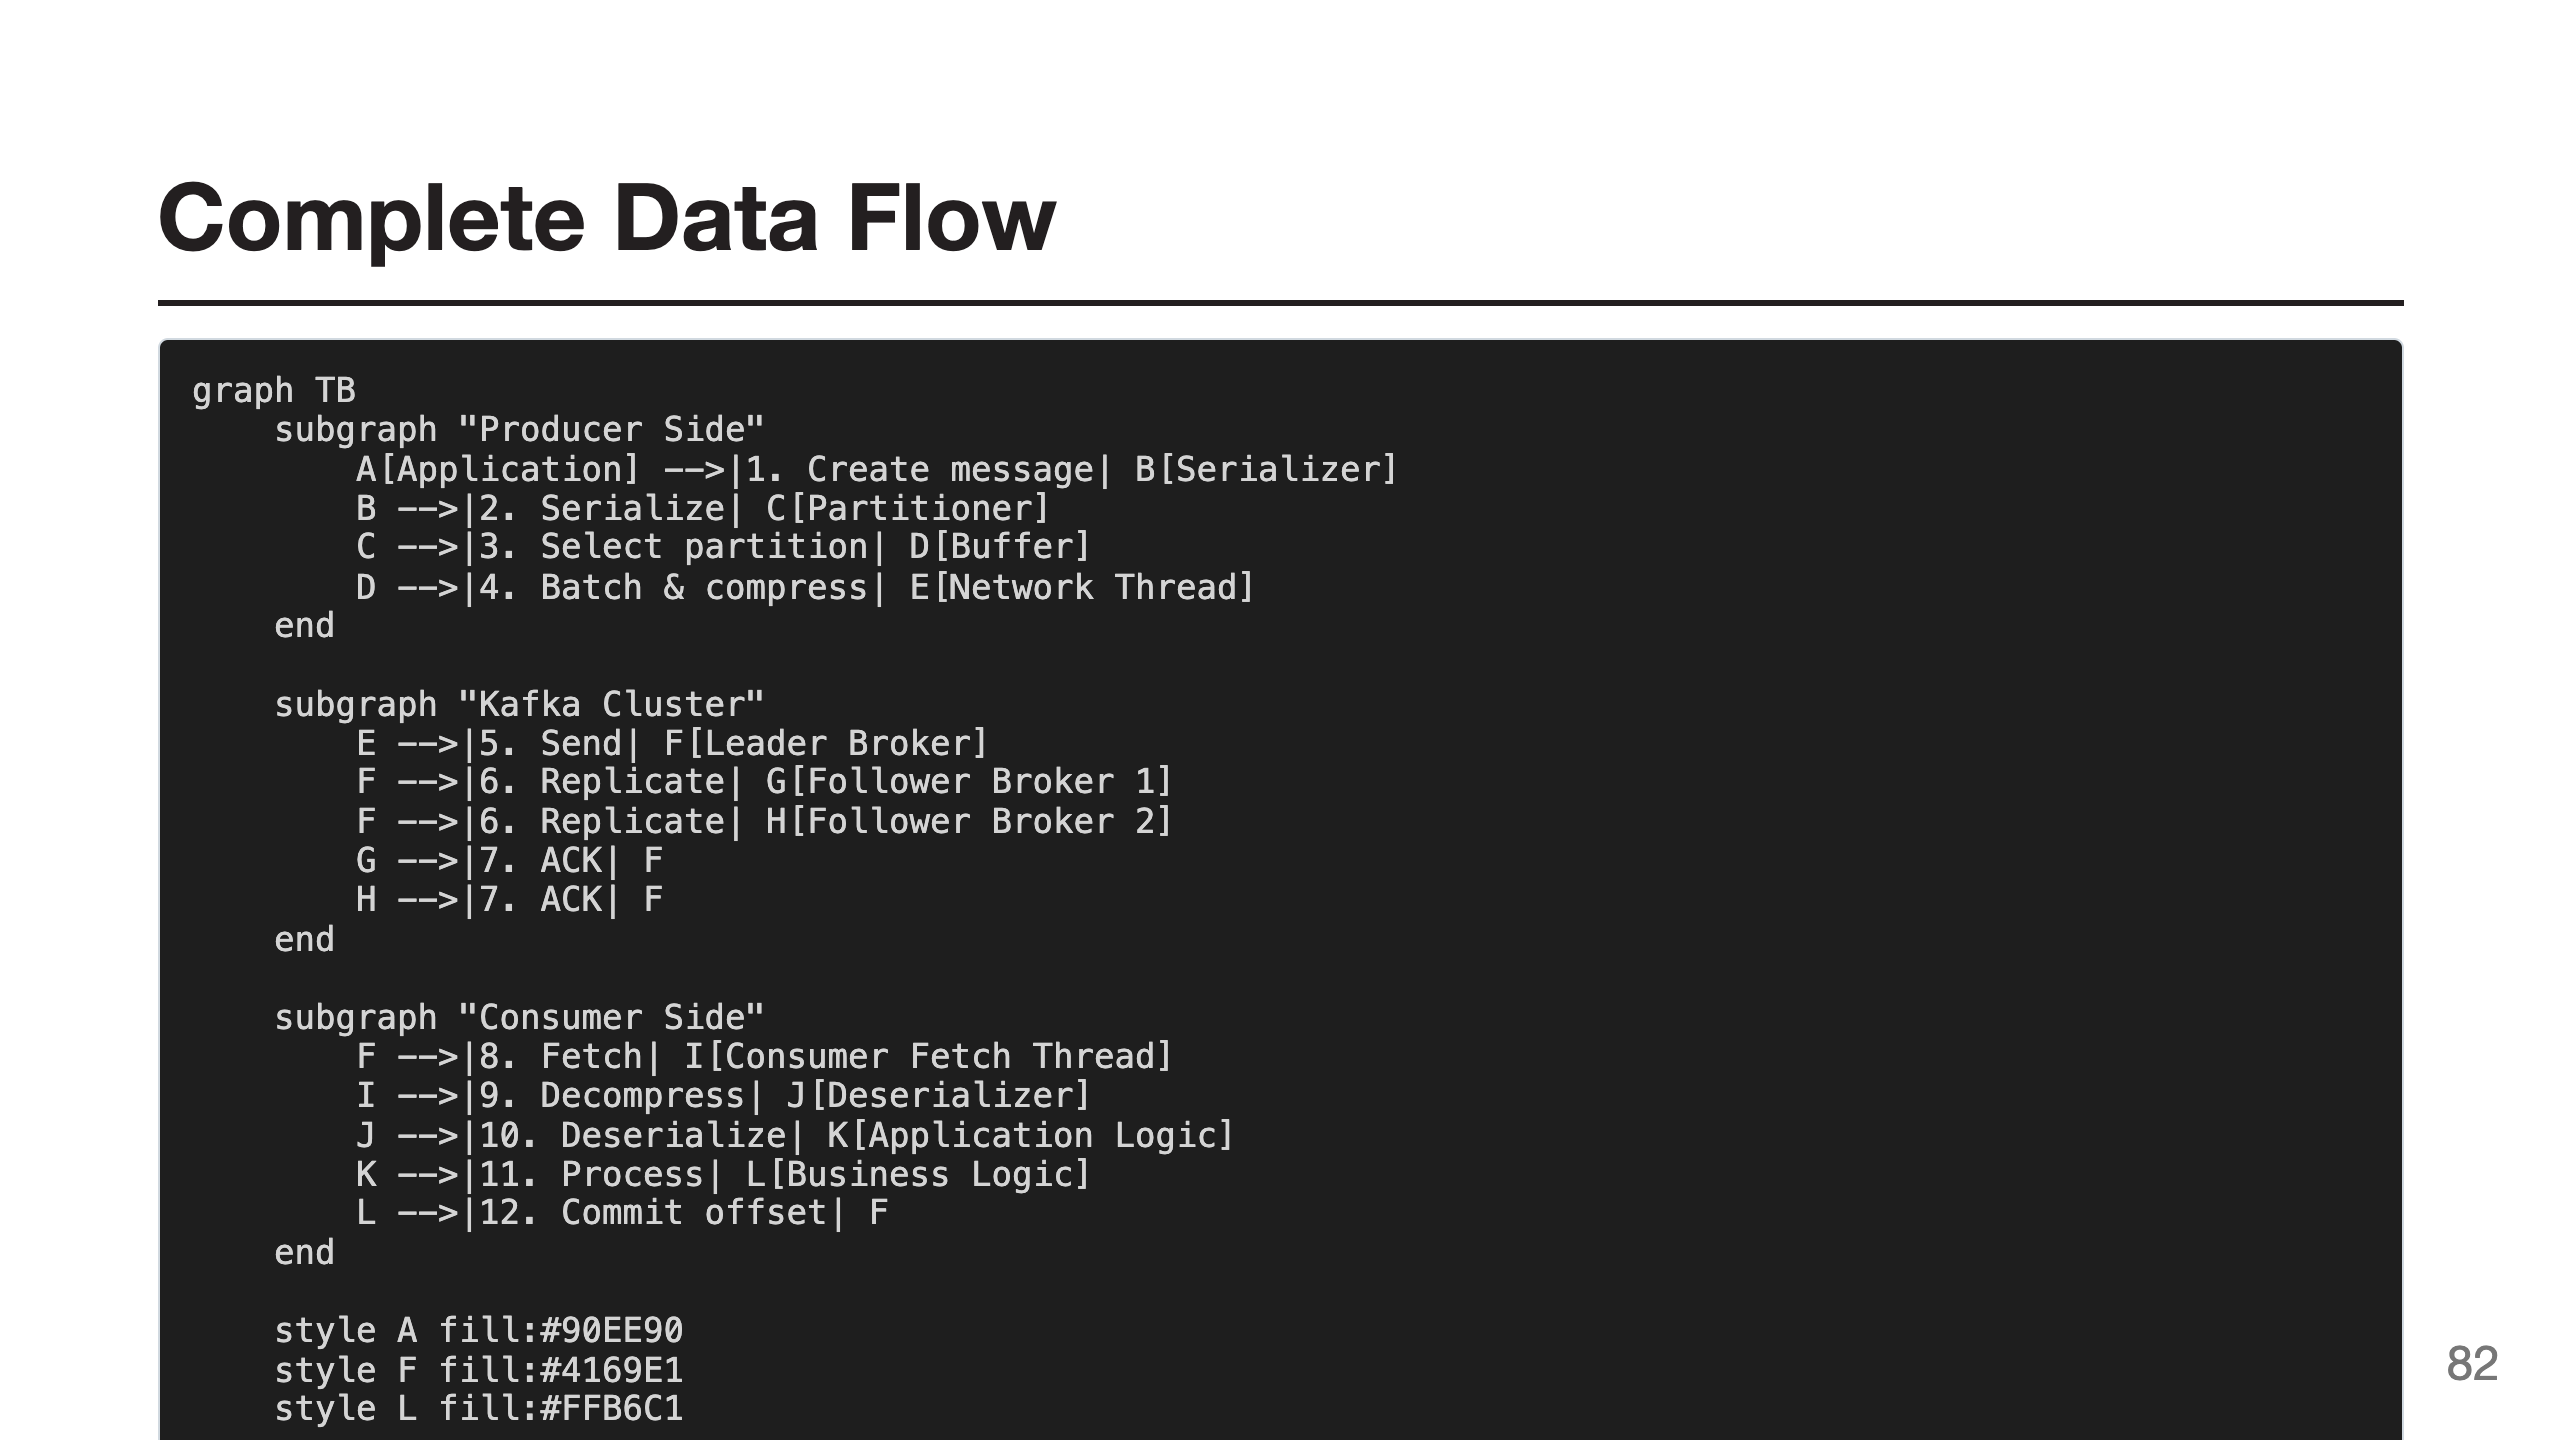 Complete Data Flow
graph TB
    subgraph "Producer Side"
        A[Application] -->|1. Create message| B[Serializer]
        B -->|2. Serialize| C[Partitioner]
        C -->|3. Select partition| D[Buffer]
        D -->|4. Batch & compress| E[Network Thread]
    end

    subgraph "Kafka Cluster"
        E -->|5. Send| F[Leader Broker]
        F -->|6. Replicate| G[Follower Broker 1]
        F -->|6. Replicate| H[Follower Broker 2]
        G -->|7. ACK| F
        H -->|7. ACK| F
    end

    subgraph "Consumer Side"
        F -->|8. Fetch| I[Consumer Fetch Thread]
        I -->|9. Decompress| J[Deserializer]
        J -->|10. Deserialize| K[Application Logic]
        K -->|11. Process| L[Business Logic]
        L -->|12. Commit offset| F
    end

    style A fill:#90EE90
    style F fill:#4169E1
    style L fill:#FFB6C1
82